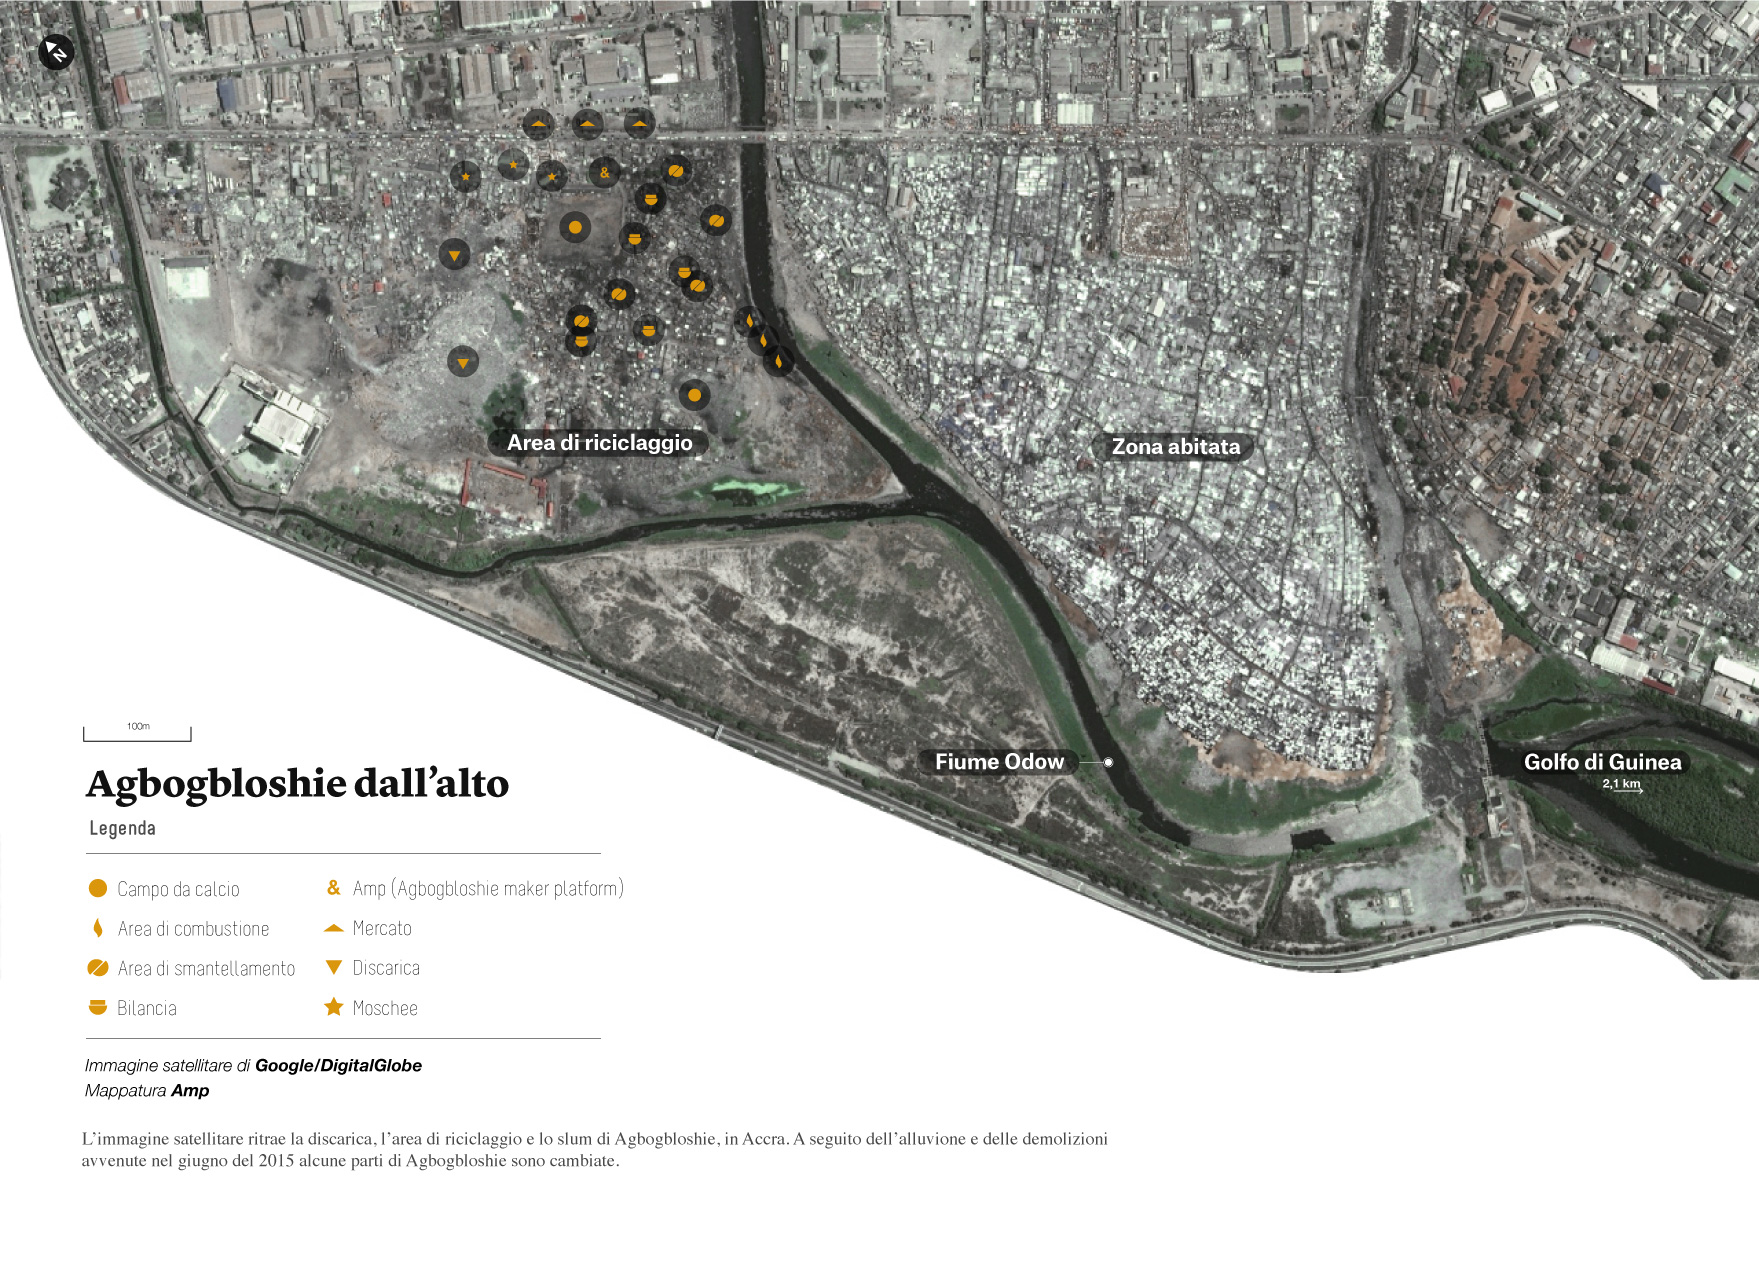 N
Area di riciclaggio
Zona abitata
Fiume Odow
Golfo di Guinea
2,1 km
100m
Agbogbloshie dall’alto
Legenda
Campo da calcio
& Amp (Agbogbloshie maker platform)
Area di combustione
Mercato
Area di smantellamento
Discarica
Bilancia
Moschee
Immagine satellitare di Google/DigitalGlobe
Mappatura Amp
L’immagine satellitare ritrae la discarica, l’area di riciclaggio e lo slum di Agbogbloshie, in Accra. A seguito dell’alluvione e delle demolizioni
avvenute nel giugno del 2015 alcune parti di Agbogbloshie sono cambiate.